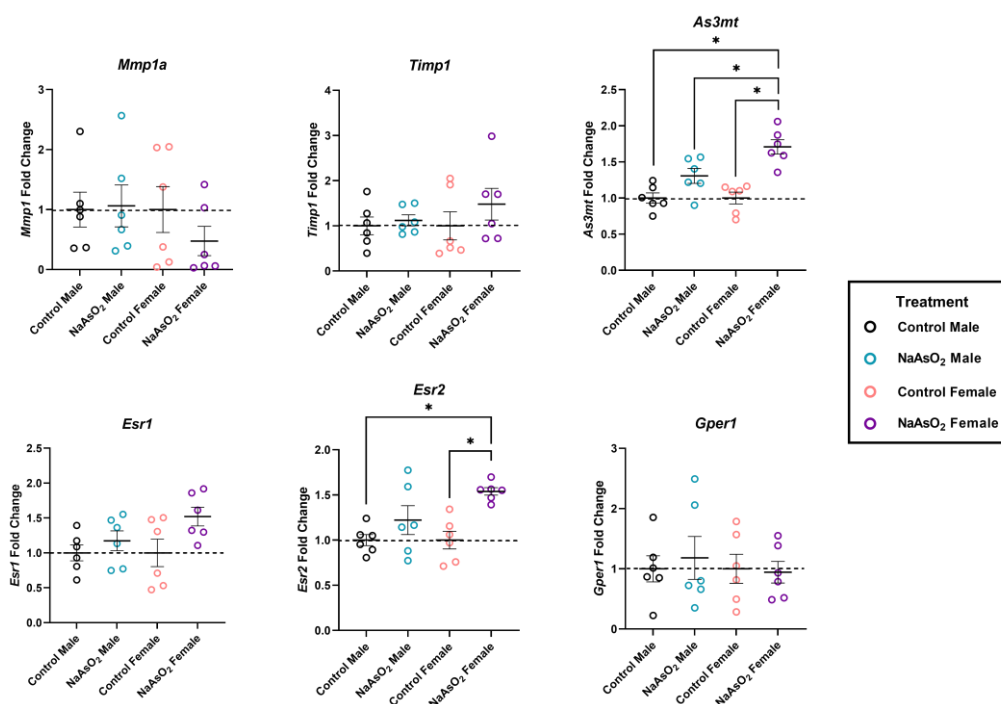 Mmp1a
Mmp1 Fold Change
3
2
1
0
Control Male
NaAsO₂ Male
Control Female
NaAsO₂ Female
Timp1
Timp1 Fold Change
4
3
2
1
0
Control Male
NaAsO₂ Male
Control Female
NaAsO₂ Female
As3mt
*
*
*
As3mt Fold Change
2.5
2.0
1.5
1.0
0.5
0.0
Control Male
NaAsO₂ Male
Control Female
NaAsO₂ Female
Treatment
Control Male
NaAsO₂ Male
Control Female
NaAsO₂ Female
Esr1
Esr1 Fold Change
2.5
2.0
1.5
1.0
0.5
0.0
Control Male
NaAsO₂ Male
Control Female
NaAsO₂ Female
Esr2
*
*
Esr2 Fold Change
2.0
1.5
1.0
0.5
0.0
Control Male
NaAsO₂ Male
Control Female
NaAsO₂ Female
Gper1
Gper1 Fold Change
3
2
1
0
Control Male
NaAsO₂ Male
Control Female
NaAsO₂ Female